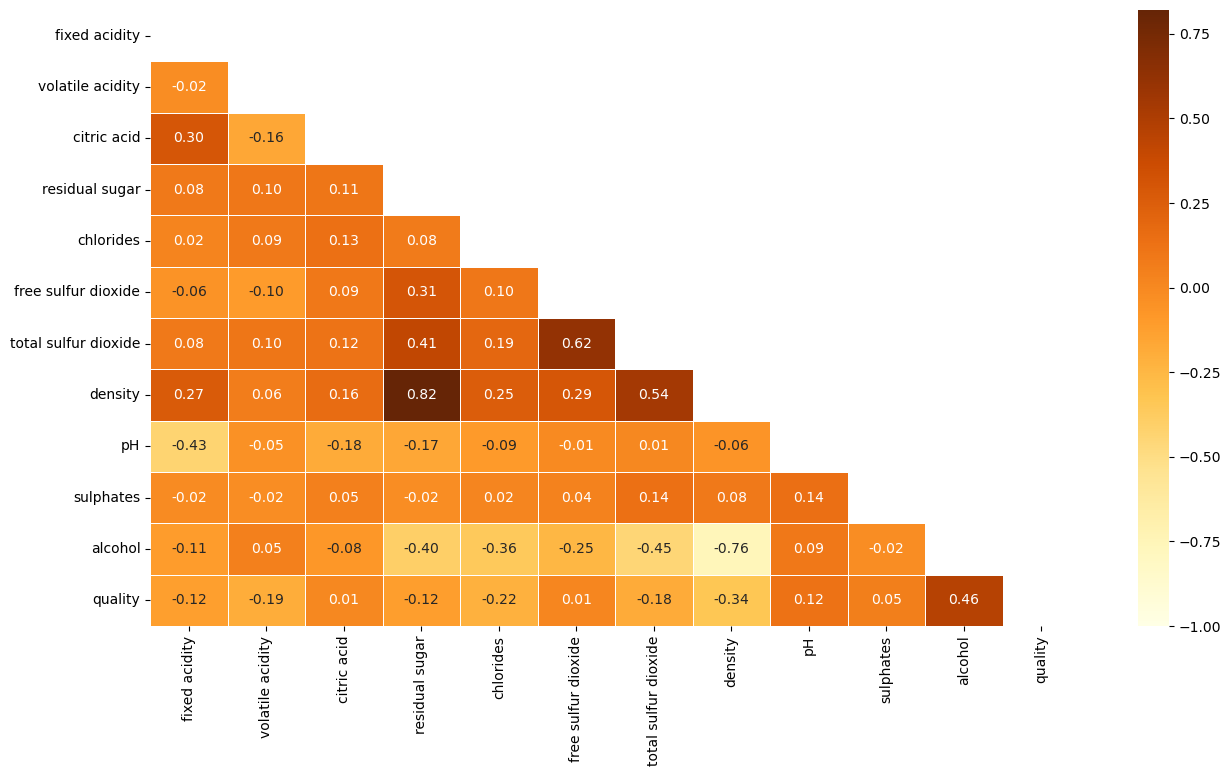 fixed acidity
volatile acidity -0.02
citric acid 0.30 -0.16
residual sugar 0.08 0.10 0.11
chlorides 0.02 0.09 0.13 0.08
free sulfur dioxide -0.06 -0.10 0.09 0.31 0.10
total sulfur dioxide 0.08 0.10 0.12 0.41 0.19 0.62
density 0.27 0.06 0.16 0.82 0.25 0.29 0.54
pH -0.43 -0.05 -0.18 -0.17 -0.09 -0.01 0.01 -0.06
sulphates -0.02 -0.02 0.05 -0.02 0.02 0.04 0.14 0.08 0.14
alcohol -0.11 0.05 -0.08 -0.40 -0.36 -0.25 -0.45 -0.76 0.09 -0.02
quality -0.12 -0.19 0.01 -0.12 -0.22 0.01 -0.18 -0.34 0.12 0.05 0.46
fixed acidity
volatile acidity
citric acid
residual sugar
chlorides
free sulfur dioxide
total sulfur dioxide
density
pH
sulphates
alcohol
quality
0.75
0.50
0.25
0.00
−0.25
−0.50
−0.75
−1.00